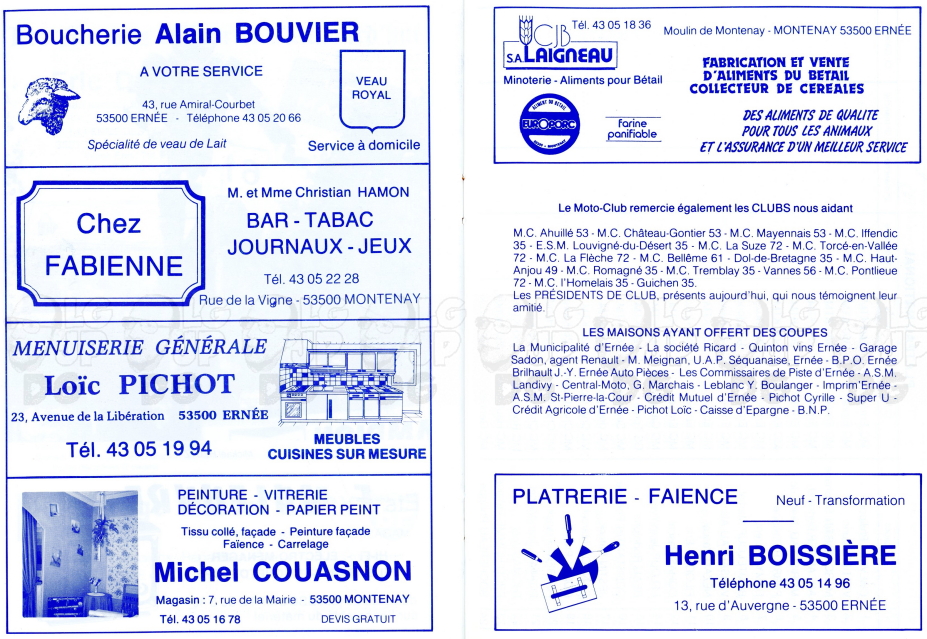 Boucherie Alain BOUVIER
A VOTRE SERVICE
43, rue Amiral-Courbet
53500 ERNÉE - Téléphone 43 05 20 66
Spécialité de veau de Lait
VEAU
ROYAL
Service à domicile
Chez
FABIENNE
M. et Mme Christian HAMON
BAR - TABAC
JOURNAUX - JEUX
Tél. 43 05 22 28
Rue de la Vigne - 53500 MONTENAY
MENUISERIE GÉNÉRALE
Loïc PICHOT
23, Avenue de la Libération 53500 ERNÉE
Tél. 43 05 19 94
MEUBLES
CUISINES SUR MESURE
PEINTURE - VITRERIE
DÉCORATION - PAPIER PEINT
Tissu collé, façade - Peinture façade
Faïence - Carrelage
Michel COUASNON
Magasin : 7, rue de la Mairie - 53500 MONTENAY
Tél. 43 05 16 78 DEVIS GRATUIT
CJB
S.A. LAIGNEAU
Tél. 43 05 18 36
Moulin de Montenay - MONTENAY 53500 ERNÉE
Minoterie - Aliments pour Bétail
ALIMENT DU BETAIL
EUROPORC
farine
panifiable
FABRICATION ET VENTE
D'ALIMENTS DU BETAIL
COLLECTEUR DE CEREALES
DES ALIMENTS DE QUALITE
POUR TOUS LES ANIMAUX
ET L'ASSURANCE D'UN MEILLEUR SERVICE
Le Moto-Club remercie également les CLUBS nous aidant
M.C. Ahuillé 53 - M.C. Château-Gontier 53 - M.C. Mayennais 53 - M.C. Iffendic
35 - E.S.M. Louvigné-du-Désert 35 - M.C. La Suze 72 - M.C. Torcé-en-Vallée
72 - M.C. La Flèche 72 - M.C. Bellême 61 - Dol-de-Bretagne 35 - M.C. Haut-
Anjou 49 - M.C. Romagné 35 - M.C. Tremblay 35 - Vannes 56 - M.C. Pontlieue
72 - M.C. l'Homelais 35 - Guichen 35.
Les PRÉSIDENTS DE CLUB, présents aujourd'hui, qui nous témoignent leur
amitié.
LES MAISONS AYANT OFFERT DES COUPES
La Municipalité d'Ernée - La société Ricard - Quinton vins Ernée - Garage
Sadon, agent Renault - M. Meignan, U.A.P. Séquanaise, Ernée - B.P.O. Ernée
Brilhault J.-Y. Ernée Auto Pièces - Les Commissaires de Piste d'Ernée - A.S.M.
Landivy - Central-Moto, G. Marchais - Leblanc Y. Boulanger - Imprim'Ernée -
A.S.M. St-Pierre-la-Cour - Crédit Mutuel d'Ernée - Pichot Cyrille - Super U -
Crédit Agricole d'Ernée - Pichot Loïc - Caisse d'Epargne - B.N.P.
PLATRERIE - FAIENCE Neuf - Transformation
Henri BOISSIÈRE
Téléphone 43 05 14 96
13, rue d'Auvergne - 53500 ERNÉE